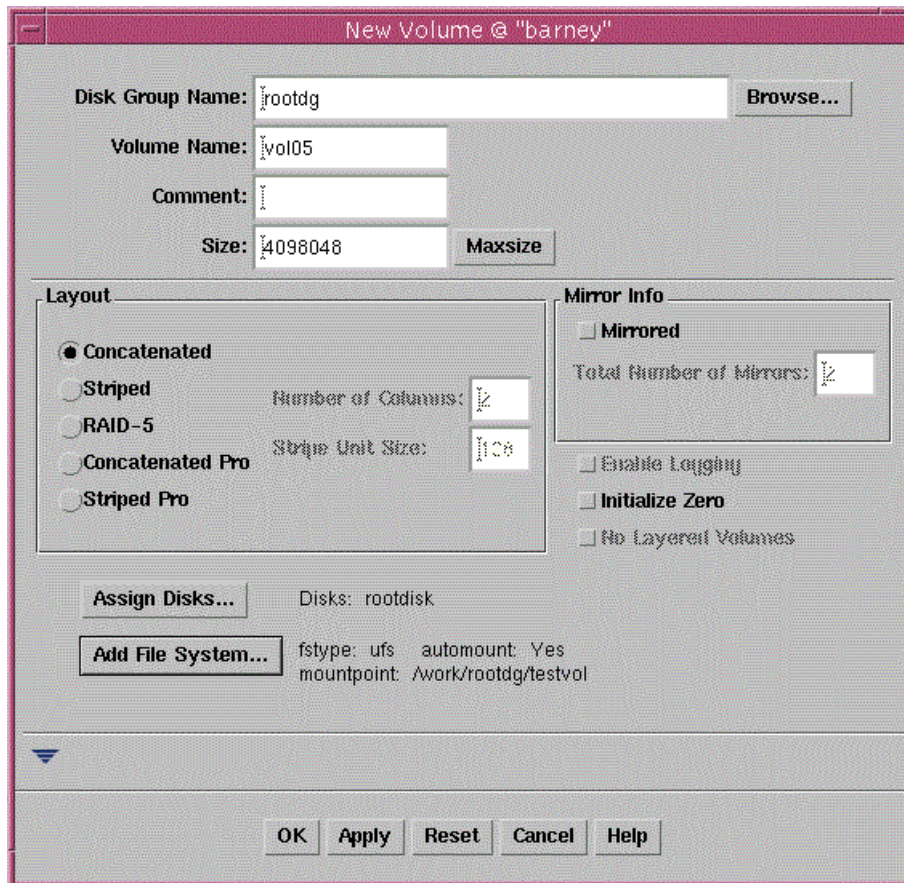 New Volume @ "barney"
Disk Group Name: rootdg Browse...
Volume Name: vol05
Comment:
Size: 4098048 Maxsize
Layout
Concatenated
Striped
RAID-5
Concatenated Pro
Striped Pro
Number of Columns: 2
Stripe Unit Size: 128
Mirror Info
Mirrored
Total Number of Mirrors: 2
Enable Logging
Initialize Zero
No Layered Volumes
Assign Disks... Disks: rootdisk
Add File System... fstype: ufs automount: Yes
mountpoint: /work/rootdg/testvol
OK Apply Reset Cancel Help